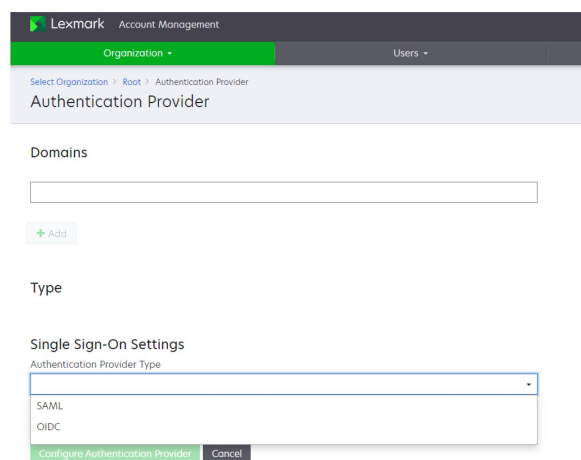 Lexmark Account Management
Organization Users
Select Organization > Root > Authentication Provider
Authentication Provider
Domains
+ Add
Type
Single Sign-On Settings
Authentication Provider Type
SAML
OIDC
Configure Authentication Provider Cancel